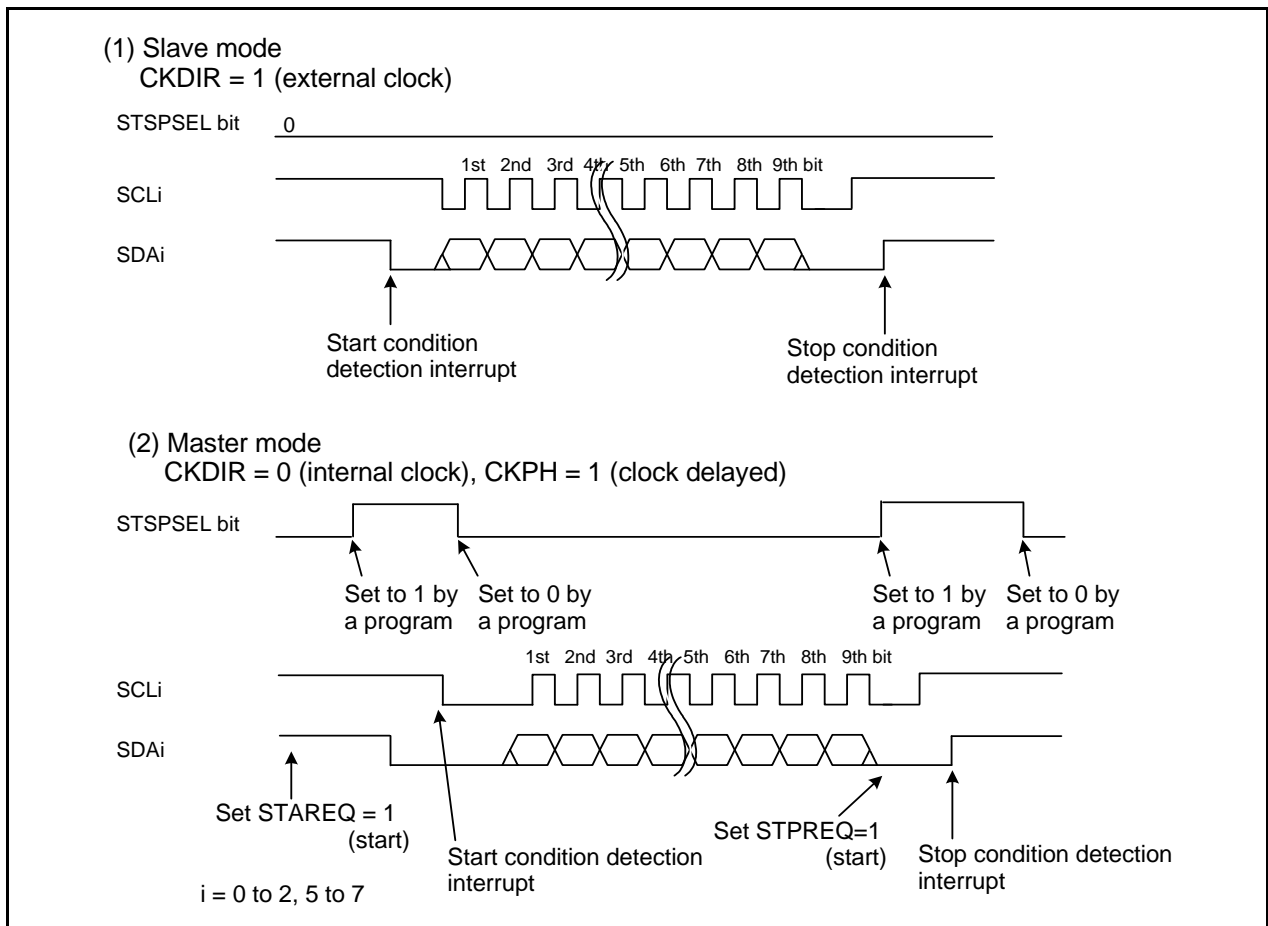 (1) Slave mode
CKDIR = 1 (external clock)
STSPSEL bit
0
1st 2nd 3rd 4th 5th 6th 7th 8th 9th bit
SCLi
SDAi
Start condition
detection interrupt
Stop condition
detection interrupt
(2) Master mode
CKDIR = 0 (internal clock), CKPH = 1 (clock delayed)
STSPSEL bit
Set to 1 by
a program
Set to 0 by
a program
Set to 1 by
a program
Set to 0 by
a program
1st 2nd 3rd 4th 5th 6th 7th 8th 9th bit
SCLi
SDAi
Set STAREQ = 1
(start)
Start condition detection
interrupt
Set STPREQ=1
(start)
Stop condition detection
interrupt
i = 0 to 2, 5 to 7